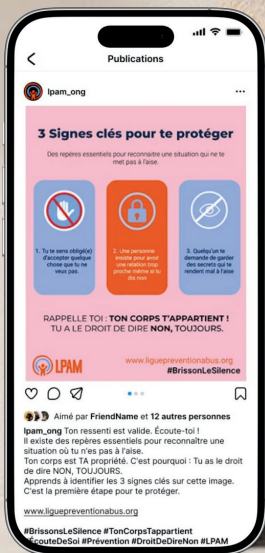 Publications
lpam_ong
3 Signes clés pour te protéger
Des repères essentiels pour reconnaitre une situation qui ne te
met pas à l'aise.
1. Tu te sens obligé(e)
d'accepter quelque
chose que tu ne
veux pas.
2. Une personne
insiste pour avoir
une relation trop
proche même si tu
dis non
3. Quelqu'un te
demande de garder
des secrets qui te
rendent mal à l'aise
RAPPELLE TOI : TON CORPS T'APPARTIENT !
TU A LE DROIT DE DIRE NON, TOUJOURS.
LPAM
www.liguepreventionabus.org
#BrissonLeSilence
Aimé par FriendName et 12 autres personnes
lpam_ong Ton ressenti est valide. Écoute-toi !
Il existe des repères essentiels pour reconnaître une
situation où tu n'es pas à l'aise.
Ton corps est TA propriété. C'est pourquoi : Tu as le droit
de dire NON, TOUJOURS.
Apprends à identifier les 3 signes clés sur cette image.
C'est la première étape pour te protéger.
www.liguepreventionabus.org
#BrissonsLeSilence #TonCorpsTappartient
#ÉcouteDeSoi #Prévention #DroitDeDireNon #LPAM